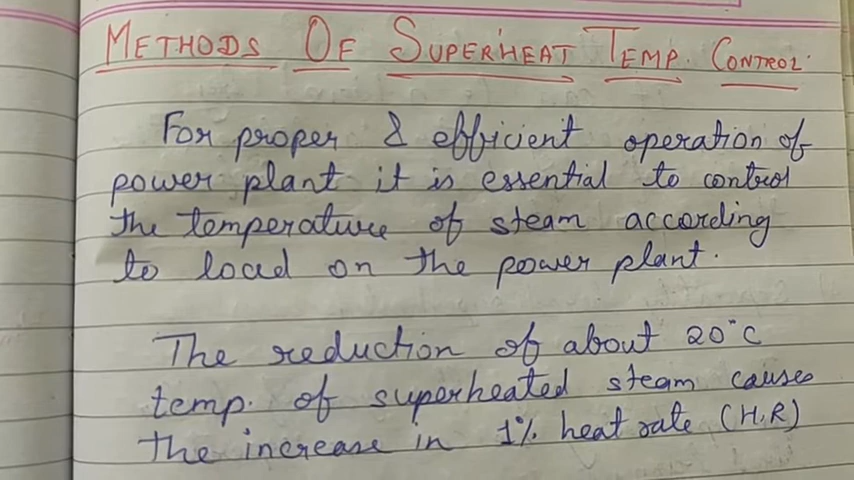 METHODS OF SUPERHEAT TEMP. CONTROL.
For proper & efficient operation of
power plant it is essential to control
the temperature of steam according
to load on the power plant.
The reduction of about 20°C
temp. of superheated steam causes
the increase in 1% heat rate (H.R)